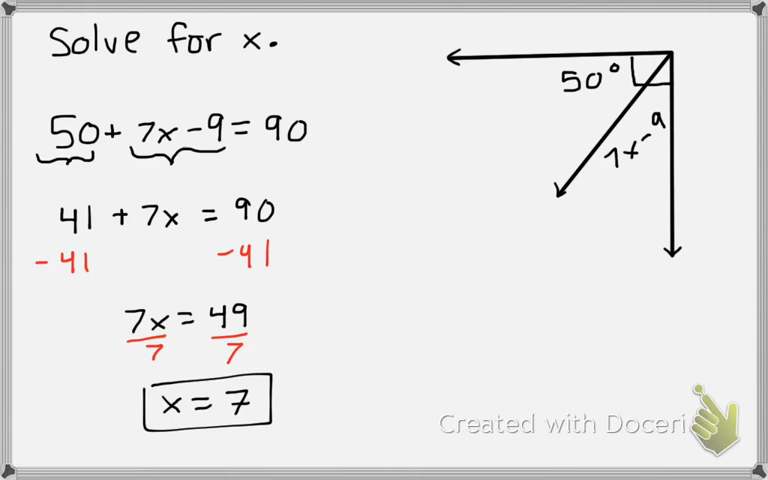 Solve for x.
50 + 7x - 9 = 90
41 + 7x = 90
- 41 - 41
7x = 49
7 7
x = 7
50°
7x - 9
Created with Doceri